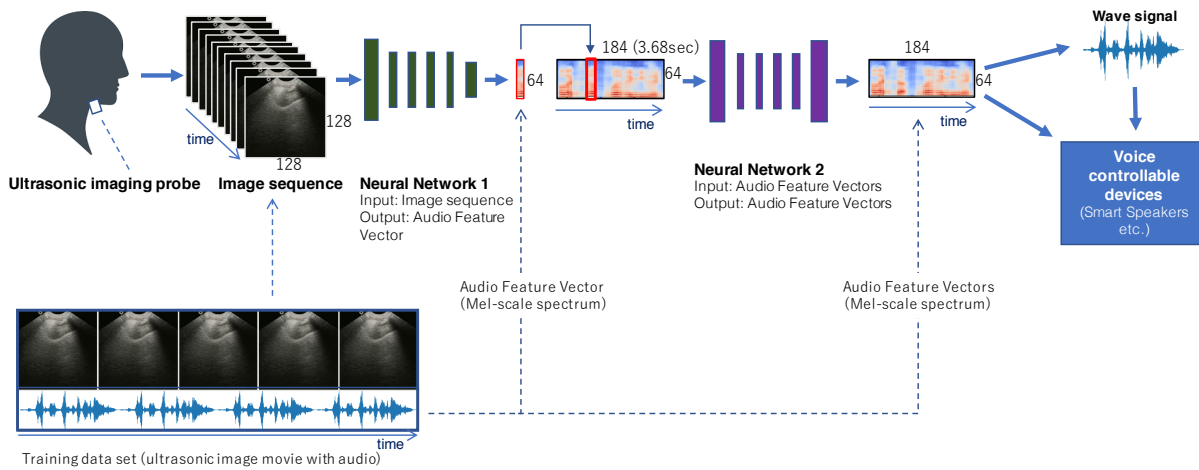 Wave signal
184 (3.68sec)
184
64
64
64
128
128
time
time
time
Ultrasonic imaging probe
Image sequence
Neural Network 1
Input: Image sequence
Output: Audio Feature
Vector
Neural Network 2
Input: Audio Feature Vectors
Output: Audio Feature Vectors
Voice
controllable
devices
(Smart Speakers
etc.)
Audio Feature Vector
(Mel-scale spectrum)
Audio Feature Vectors
(Mel-scale spectrum)
time
Training data set (ultrasonic image movie with audio)